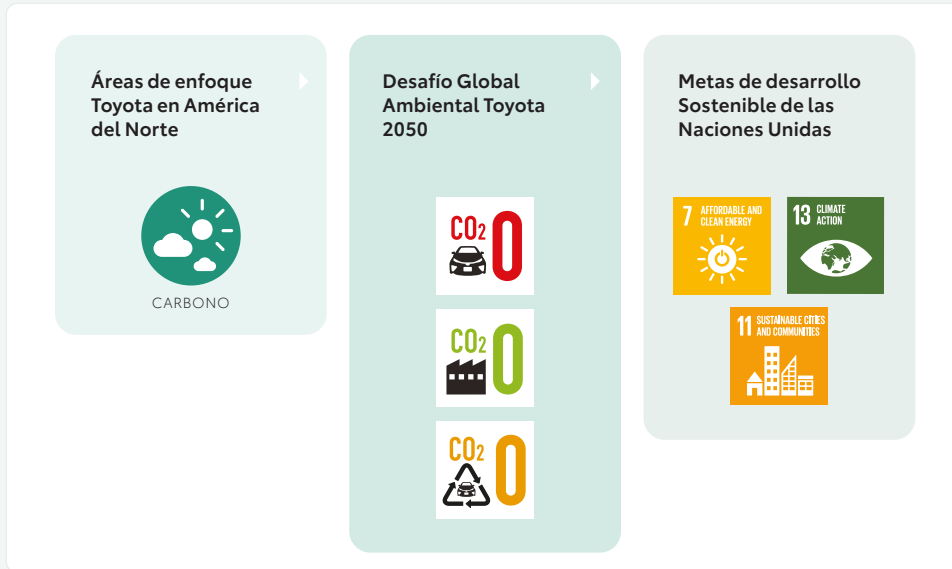 Áreas de enfoque
Toyota en América
del Norte
CARBONO
Desafío Global
Ambiental Toyota
2050
CO2 0
CO2 0
CO2 0
Metas de desarrollo
Sostenible de las
Naciones Unidas
7 AFFORDABLE AND
CLEAN ENERGY
13 CLIMATE
ACTION
11 SUSTAINABLE CITIES
AND COMMUNITIES